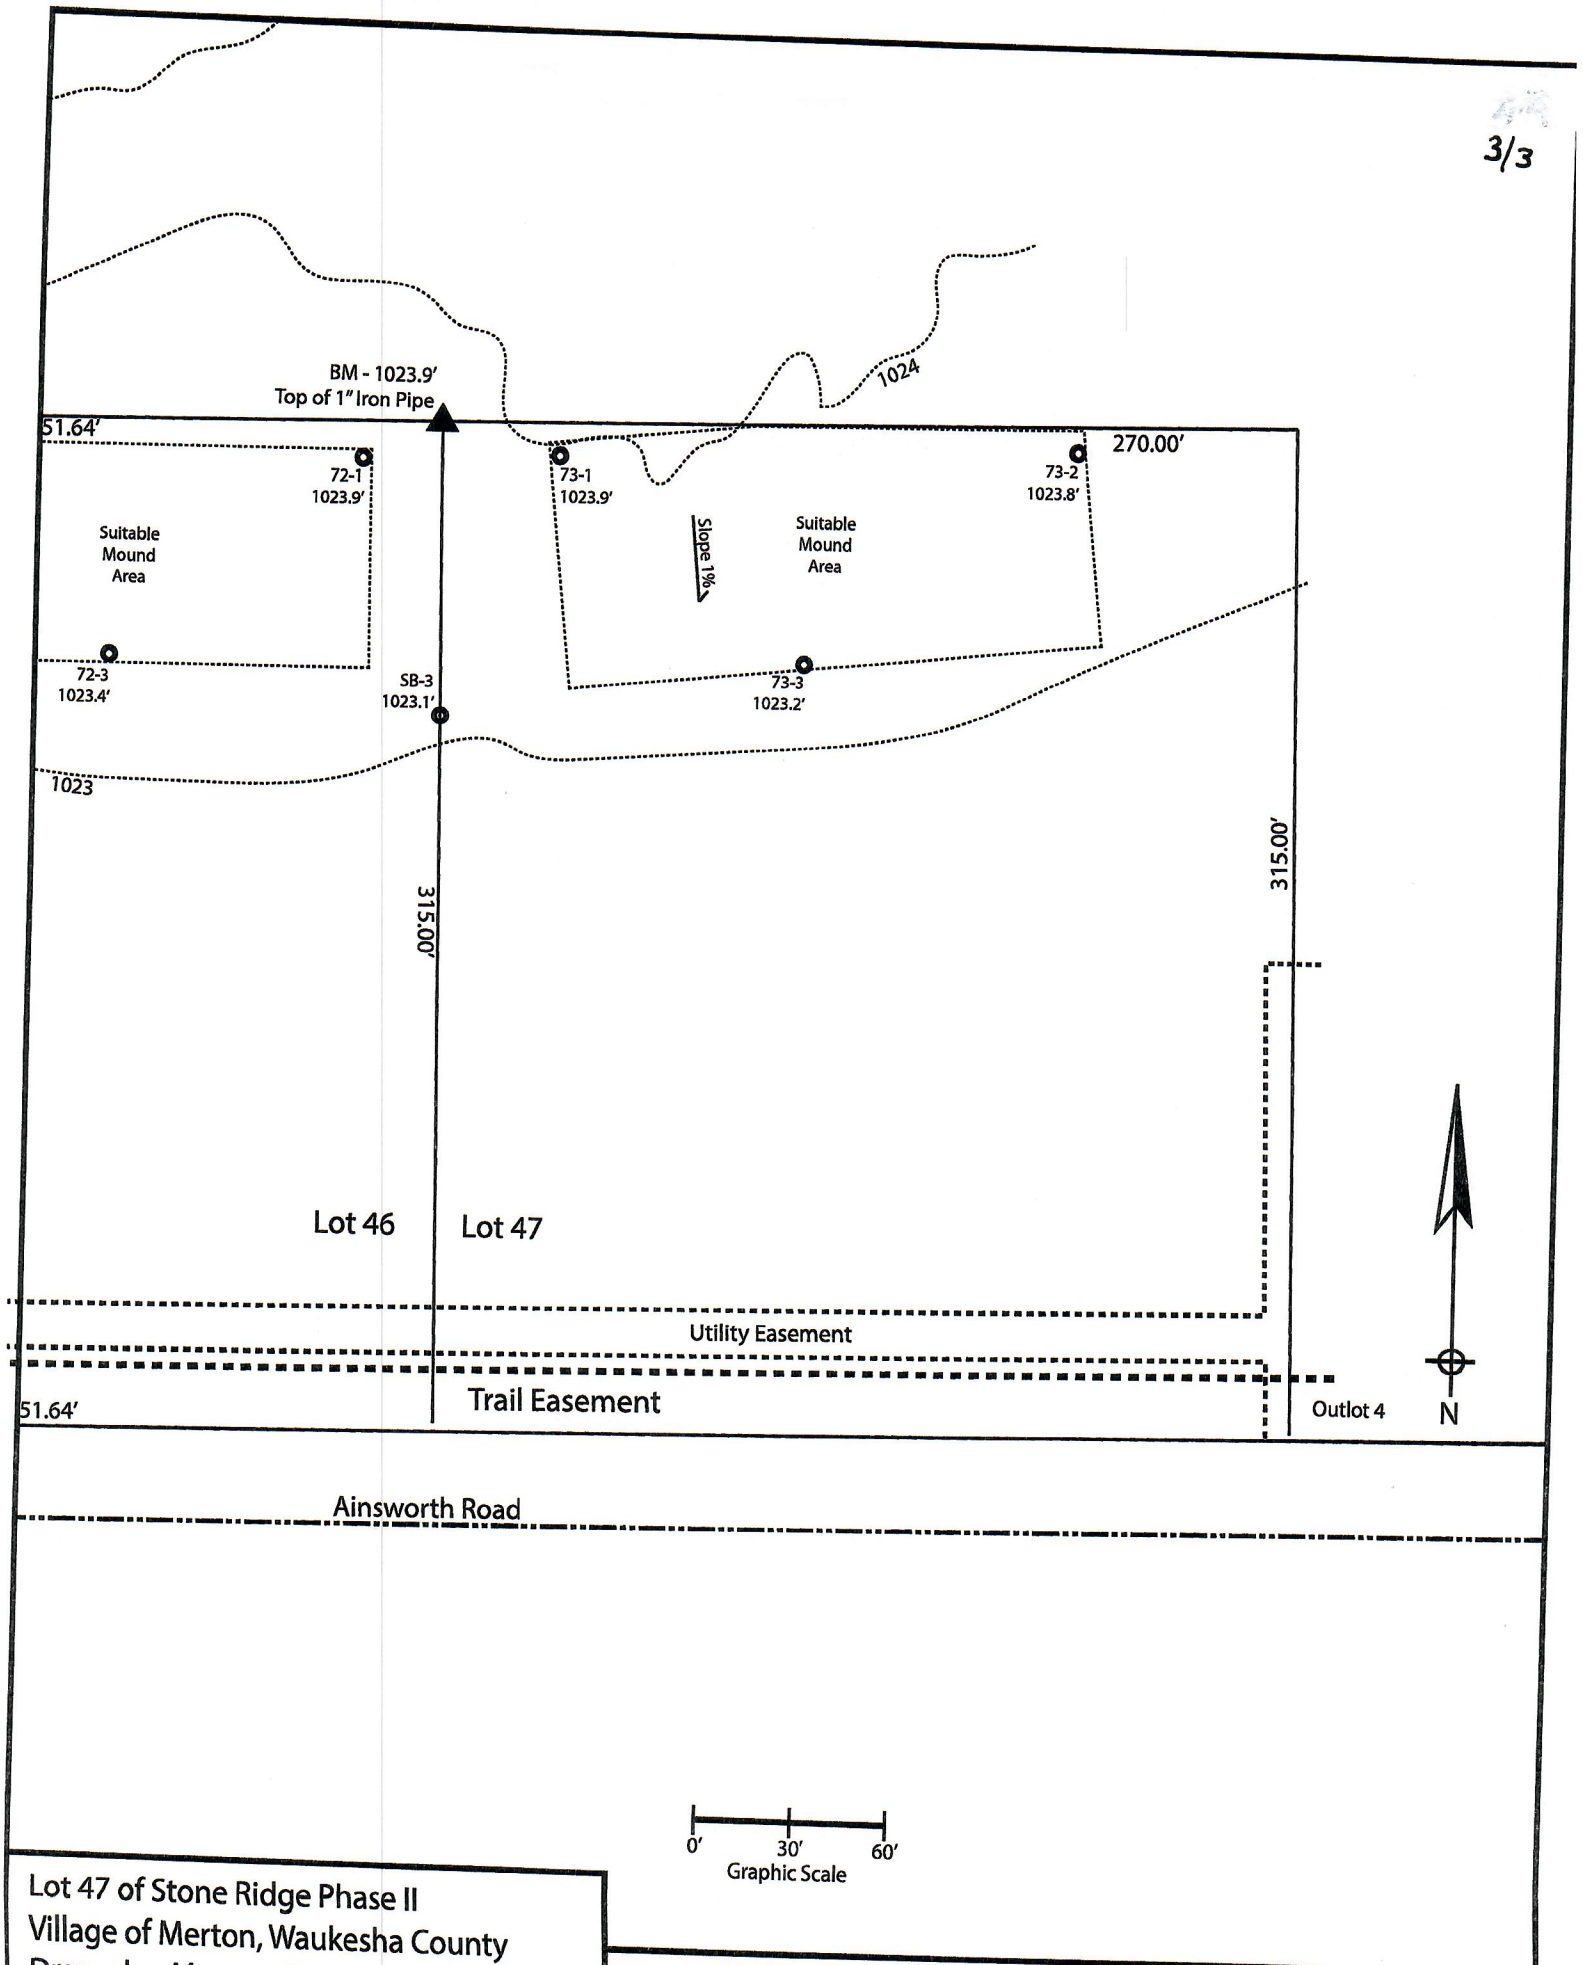 3/3
BM - 1023.9'
Top of 1" Iron Pipe
1024
51.64'
270.00'
72-1
1023.9'
73-1
1023.9'
73-2
1023.8'
Suitable
Mound
Area
Slope 1%
Suitable
Mound
Area
72-3
1023.4'
SB-3
1023.1'
73-3
1023.2'
1023
315.00'
315.00'
Lot 46
Lot 47
Utility Easement
Trail Easement
51.64'
Outlot 4
N
Ainsworth Road
0'
30'
60'
Graphic Scale
Lot 47 of Stone Ridge Phase II
Village of Merton, Waukesha County